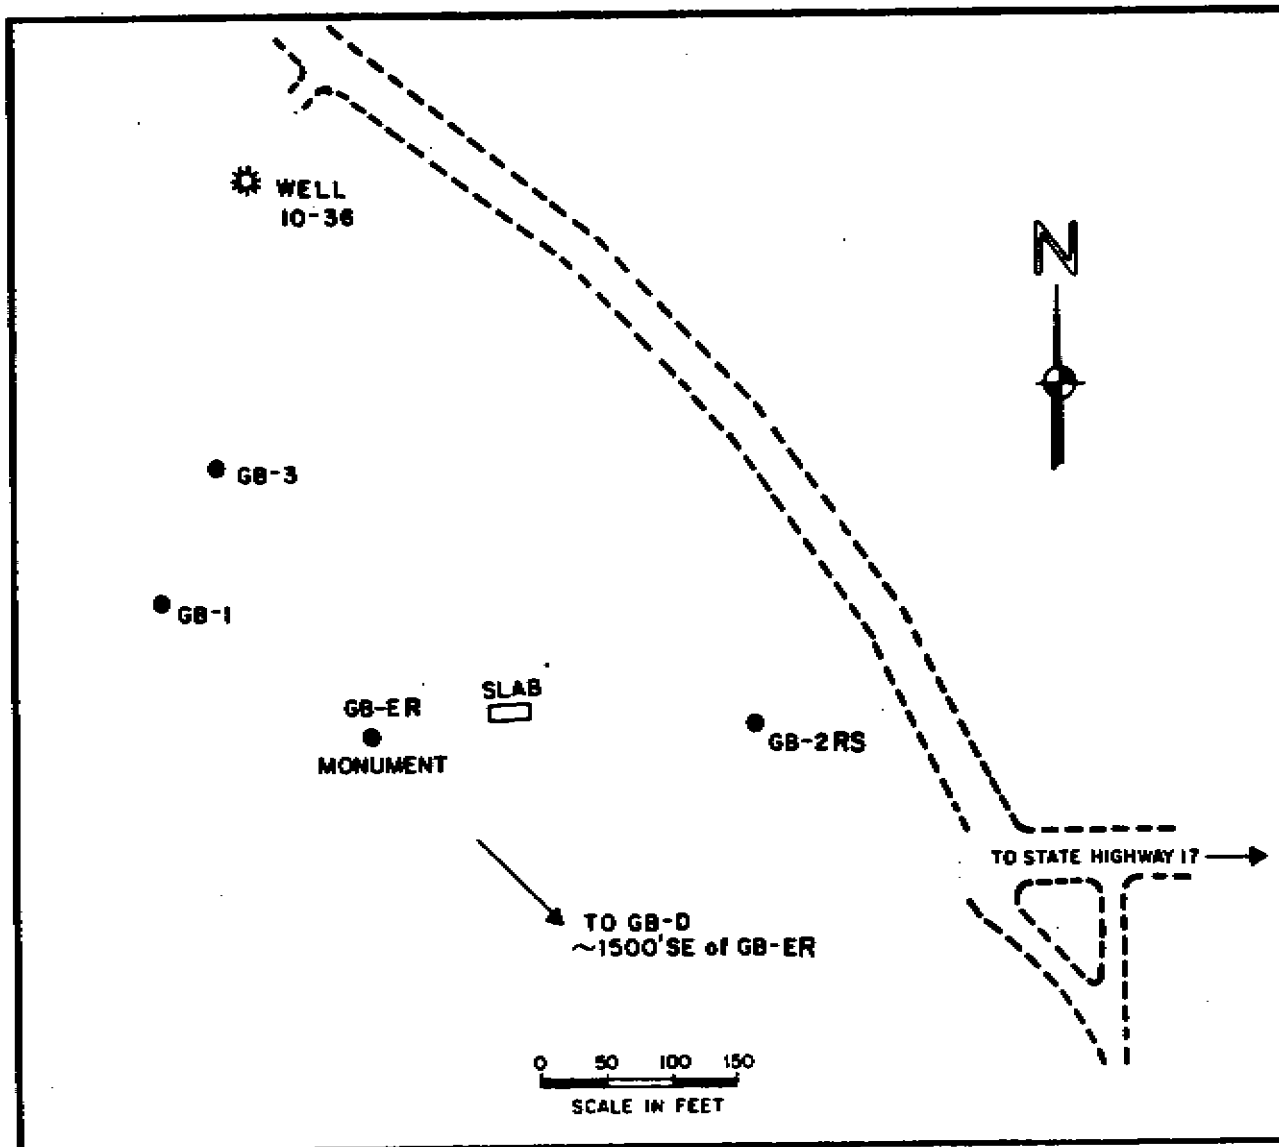 WELL
10-36
N
GB-3
GB-1
SLAB
GB-ER
MONUMENT
GB-2RS
TO STATE HIGHWAY 17
TO GB-D
~1500'SE of GB-ER
0 50 100 150
SCALE IN FEET